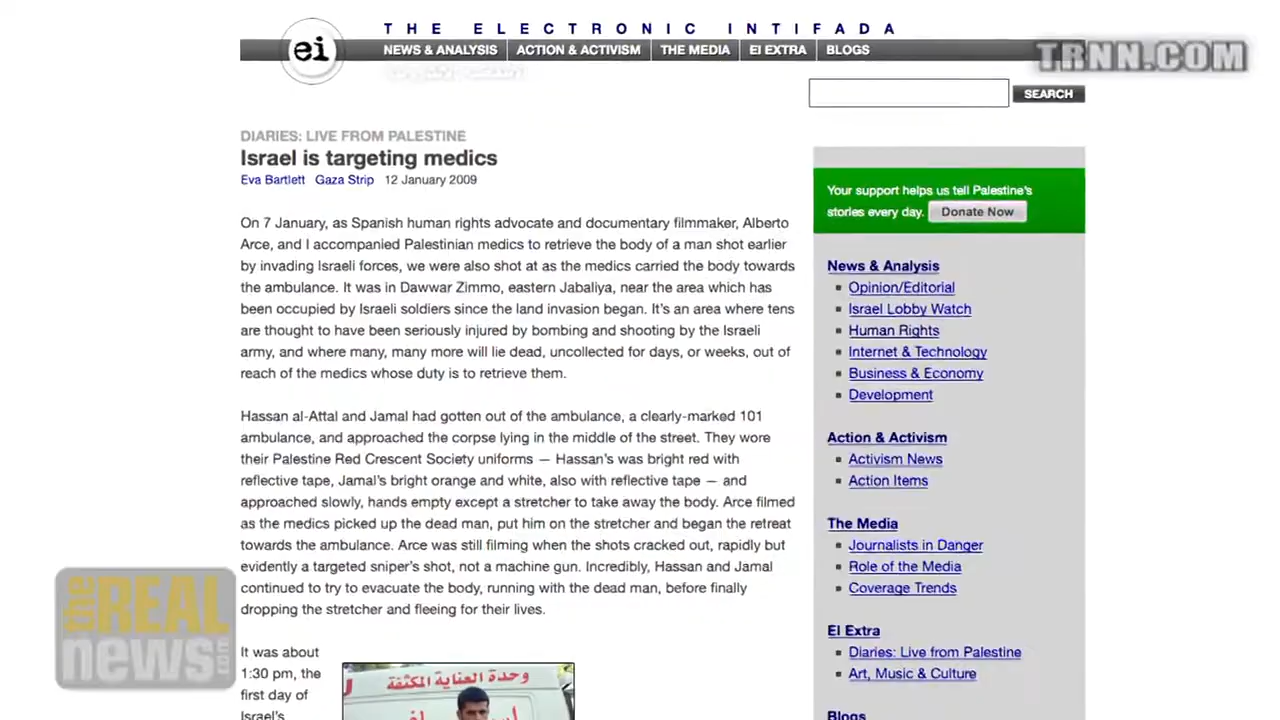 THE ELECTRONIC INTIFADA
ei
NEWS & ANALYSIS ACTION & ACTIVISM THE MEDIA EI EXTRA BLOGS
TRNN.COM
SEARCH
DIARIES: LIVE FROM PALESTINE
Israel is targeting medics
Eva Bartlett Gaza Strip 12 January 2009
On 7 January, as Spanish human rights advocate and documentary filmmaker, Alberto
Arce, and I accompanied Palestinian medics to retrieve the body of a man shot earlier
by invading Israeli forces, we were also shot at as the medics carried the body towards
the ambulance. It was in Dawwar Zimmo, eastern Jabaliya, near the area which has
been occupied by Israeli soldiers since the land invasion began. It's an area where tens
are thought to have been seriously injured by bombing and shooting by the Israeli
army, and where many, many more will lie dead, uncollected for days, or weeks, out of
reach of the medics whose duty is to retrieve them.
Hassan al-Attal and Jamal had gotten out of the ambulance, a clearly-marked 101
ambulance, and approached the corpse lying in the middle of the street. They wore
their Palestine Red Crescent Society uniforms — Hassan's was bright red with
reflective tape, Jamal's bright orange and white, also with reflective tape — and
approached slowly, hands empty except a stretcher to take away the body. Arce filmed
as the medics picked up the dead man, put him on the stretcher and began the retreat
towards the ambulance. Arce was still filming when the shots cracked out, rapidly but
evidently a targeted sniper's shot, not a machine gun. Incredibly, Hassan and Jamal
continued to try to evacuate the body, running with the dead man, before finally
dropping the stretcher and fleeing for their lives.
It was about
1:30 pm, the
first day of
Israel's
وحدة العناية المكثفة
Your support helps us tell Palestine's
stories every day. Donate Now
News & Analysis
Opinion/Editorial
Israel Lobby Watch
Human Rights
Internet & Technology
Business & Economy
Development
Action & Activism
Activism News
Action Items
The Media
Journalists in Danger
Role of the Media
Coverage Trends
EI Extra
Diaries: Live from Palestine
Art, Music & Culture
Blogs
the REAL
news.com